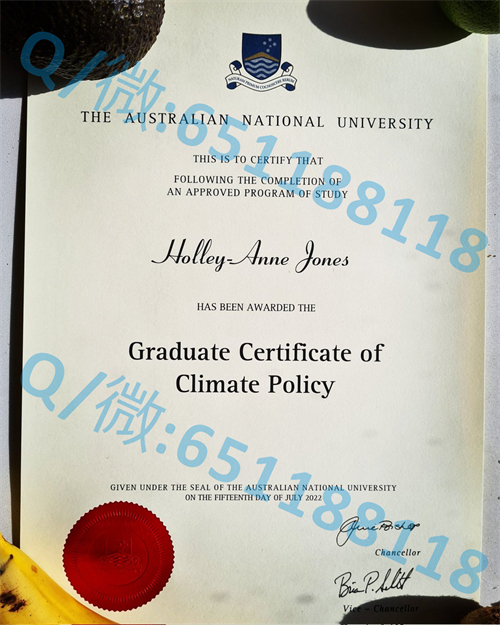 THE AUSTRALIAN NATIONAL UNIVERSITY
THIS IS TO CERTIFY THAT
FOLLOWING THE COMPLETION OF
AN APPROVED PROGRAM OF STUDY
Holley-Anne Jones
HAS BEEN AWARDED THE
Graduate Certificate of
Climate Policy
GIVEN UNDER THE SEAL OF THE AUSTRALIAN NATIONAL UNIVERSITY
ON THE FIFTEENTH DAY OF JULY 2022
Chancellor
Vice – Chancellor
Q/微:651188118
Q/微:651188118